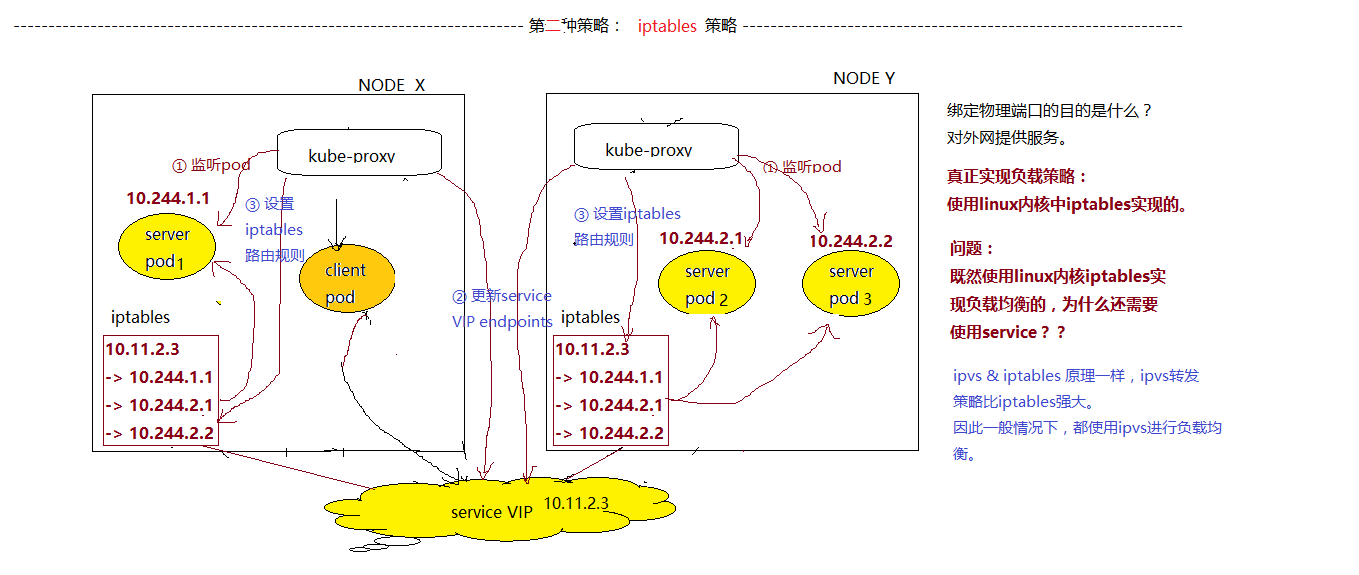 第二种策略： iptables 策略
NODE X
kube-proxy
① 监听pod
10.244.1.1
server
pod1
③ 设置
iptables
路由规则
client
pod
iptables
10.11.2.3
-> 10.244.1.1
-> 10.244.2.1
-> 10.244.2.2
② 更新service
VIP endpoints
NODE Y
kube-proxy
① 监听pod
③ 设置iptables
路由规则
10.244.2.1
server
pod 2
10.244.2.2
server
pod 3
iptables
10.11.2.3
-> 10.244.1.1
-> 10.244.2.1
-> 10.244.2.2
service VIP 10.11.2.3
绑定物理端口的目的是什么？
对外网提供服务。
真正实现负载策略：
使用linux内核中iptables实现的。
问题：
既然使用linux内核iptables实
现负载均衡的，为什么还需要
使用service？？
ipvs & iptables 原理一样，ipvs转发
策略比iptables强大。
因此一般情况下，都使用ipvs进行负载均
衡。